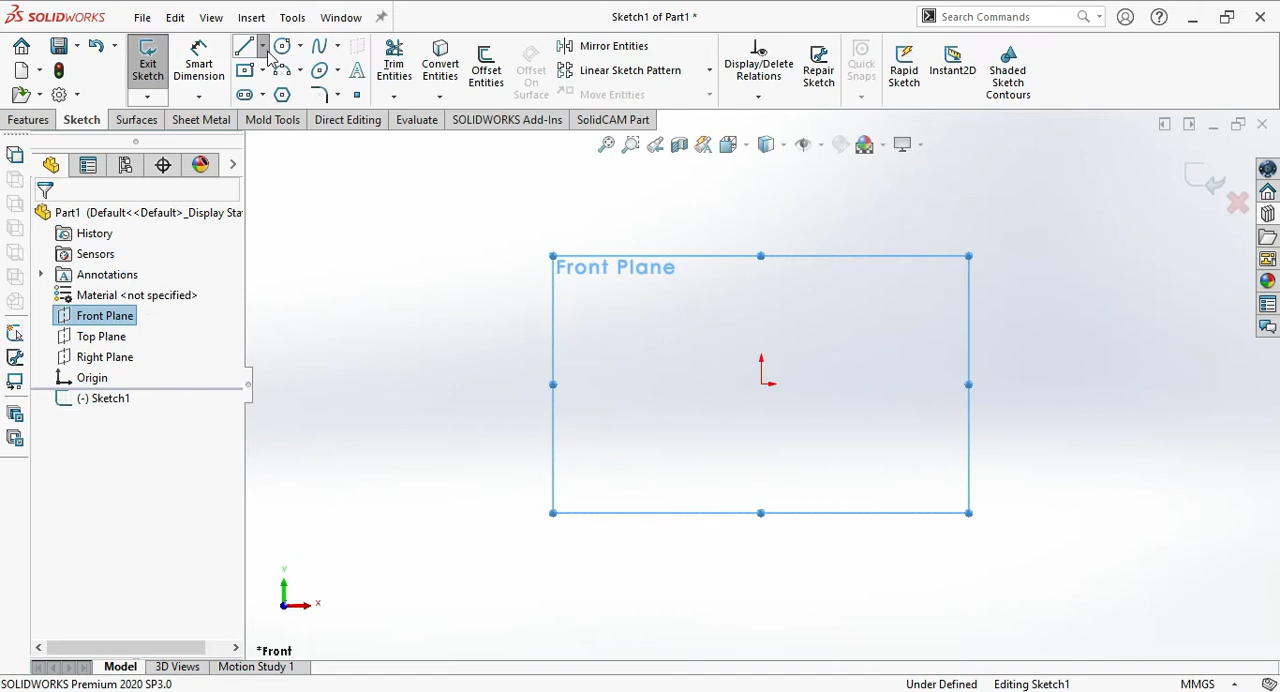 SOLIDWORKS File Edit View Insert Tools Window Sketch1 of Part1 * Search Commands
Exit Sketch
Smart Dimension
Trim Entities
Convert Entities
Offset Entities
Offset On Surface
Mirror Entities
Linear Sketch Pattern
Move Entities
Display/Delete Relations
Repair Sketch
Quick Snaps
Rapid Sketch
Instant2D
Shaded Sketch Contours
Features Sketch Surfaces Sheet Metal Mold Tools Direct Editing Evaluate SOLIDWORKS Add-Ins SolidCAM Part
Part1 (Default<<Default>_Display Sta
History
Sensors
Annotations
Material <not specified>
Front Plane
Top Plane
Right Plane
Origin
(-) Sketch1
Front Plane
Y
X
*Front
Model 3D Views Motion Study 1
SOLIDWORKS Premium 2020 SP3.0 Under Defined Editing Sketch1 MMGS